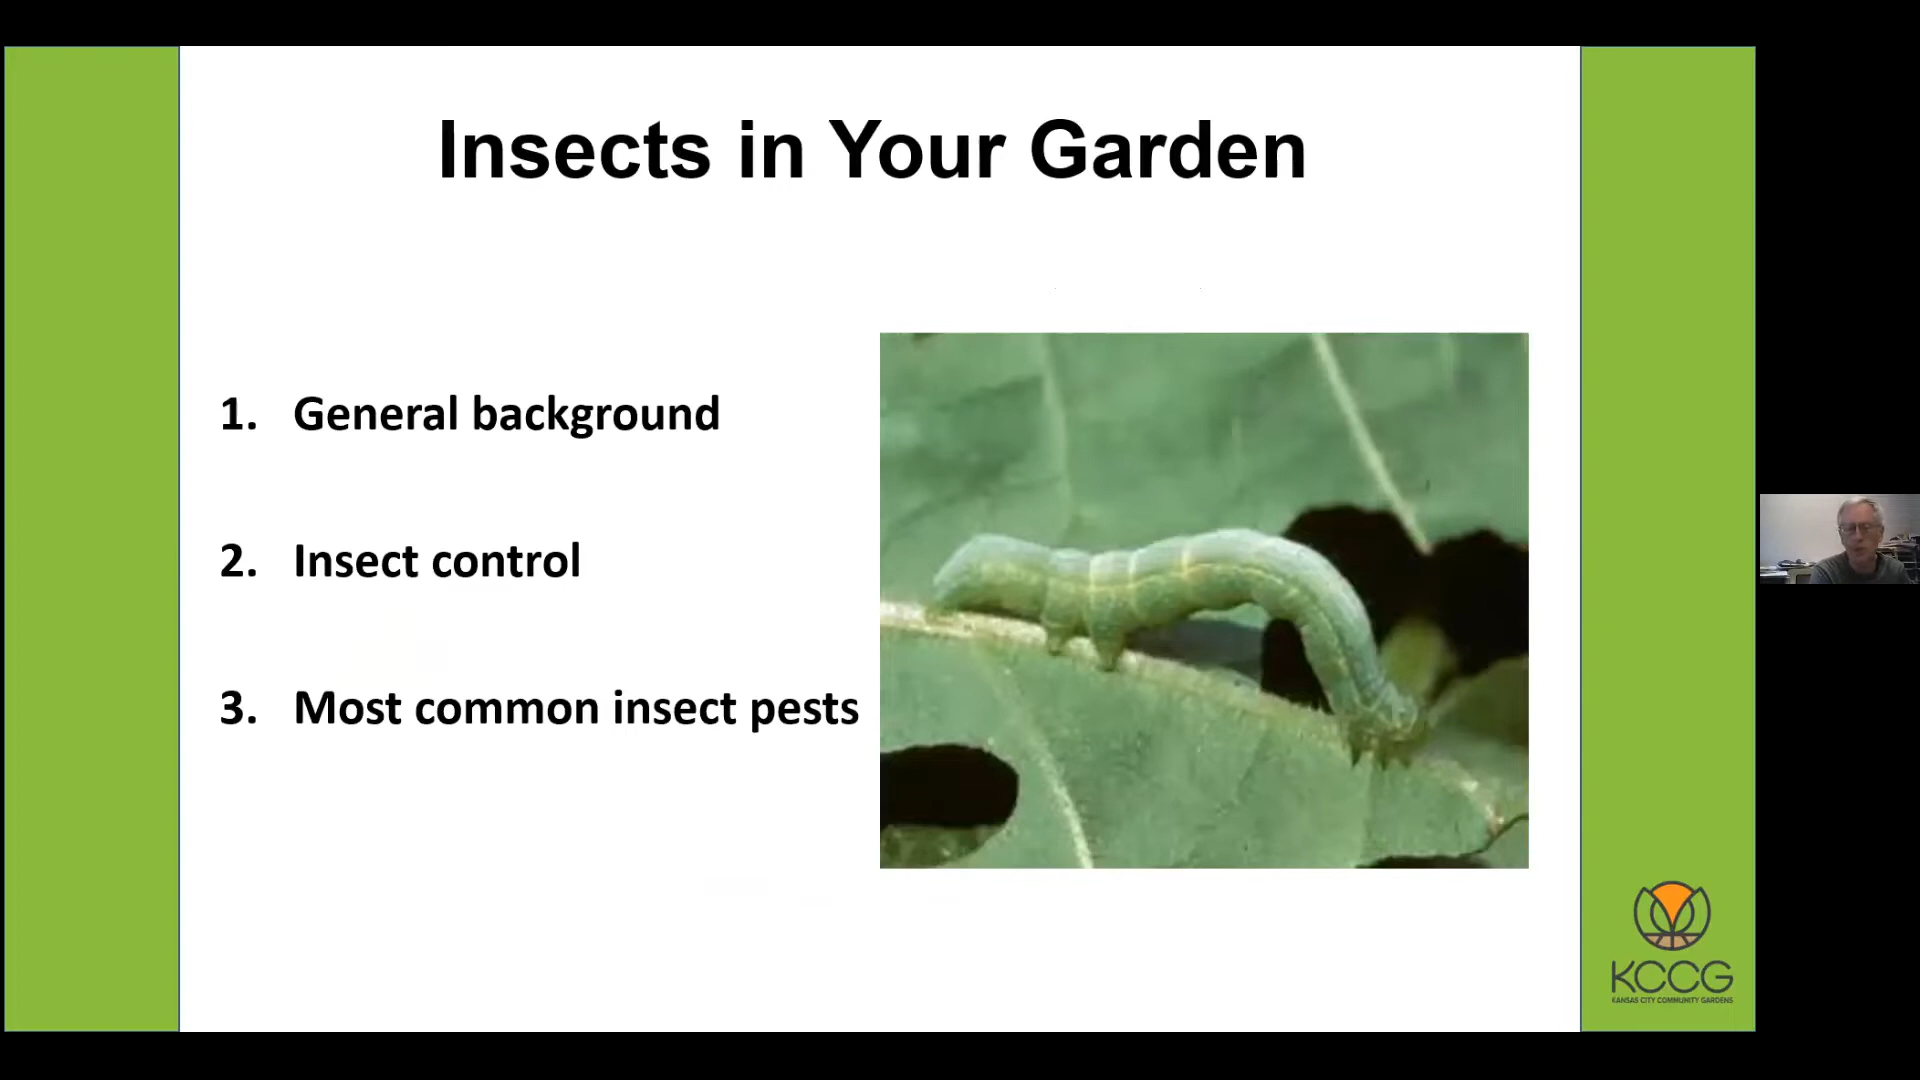 Insects in Your Garden
1. General background
2. Insect control
3. Most common insect pests
KCCG
KANSAS CITY COMMUNITY GARDENS